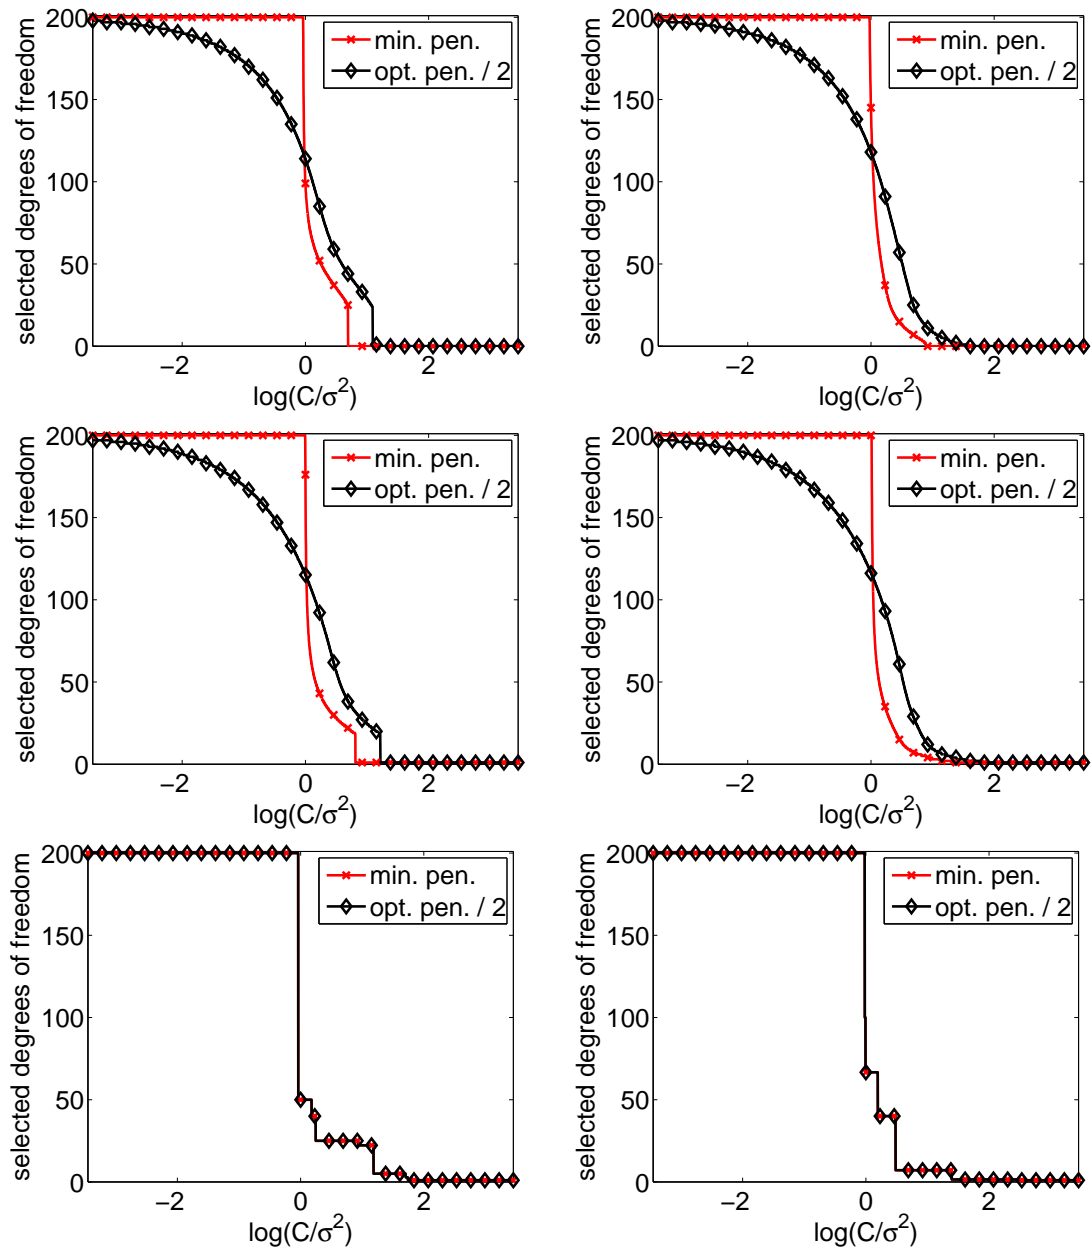 200
150
100
50
0
−2
0
2
selected degrees of freedom
log(C/σ²)
min. pen.
opt. pen. / 2
200
150
100
50
0
−2
0
2
selected degrees of freedom
log(C/σ²)
min. pen.
opt. pen. / 2
200
150
100
50
0
−2
0
2
selected degrees of freedom
log(C/σ²)
min. pen.
opt. pen. / 2
200
150
100
50
0
−2
0
2
selected degrees of freedom
log(C/σ²)
min. pen.
opt. pen. / 2
200
150
100
50
0
−2
0
2
selected degrees of freedom
log(C/σ²)
min. pen.
opt. pen. / 2
200
150
100
50
0
−2
0
2
selected degrees of freedom
log(C/σ²)
min. pen.
opt. pen. / 2